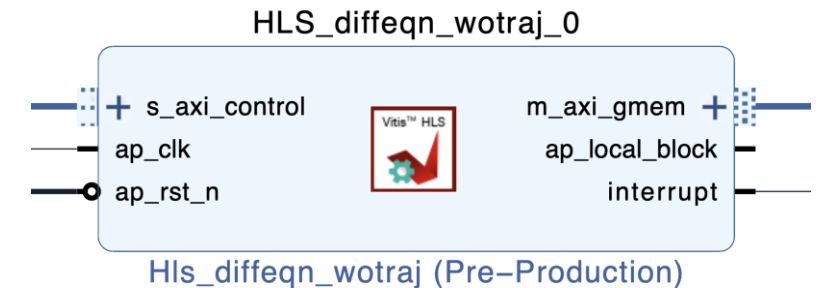 HLS_diffeqn_wotraj_0
s_axi_control
ap_clk
ap_rst_n
Vitis™ HLS
m_axi_gmem
ap_local_block
interrupt
Hls_diffeqn_wotraj (Pre-Production)